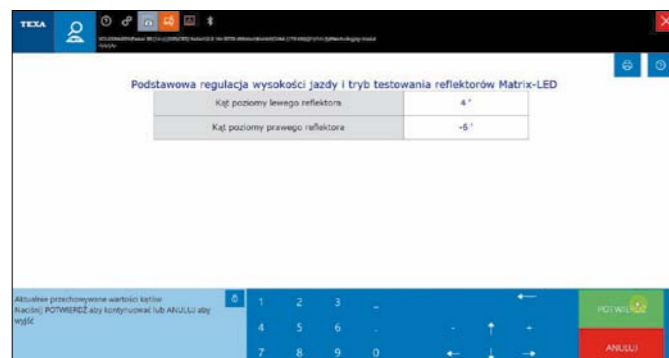 TEXA
Podstawowa regulacja wysokości jazdy i tryb testowania reflektorów Matrix-LED
Kąt poziomy lewego reflektora 4 °
Kąt poziomy prawego reflektora -6 °
Aktualnie przechowywane wartości kątów
Naciśnij POTWIERDŹ aby kontynuować lub ANULUJ aby
wyjść.
1 2 3 _ ←
POTWIERDŹ
4 5 6 . - ↑ +
7 8 9 0 ← ↓ →
ANULUJ